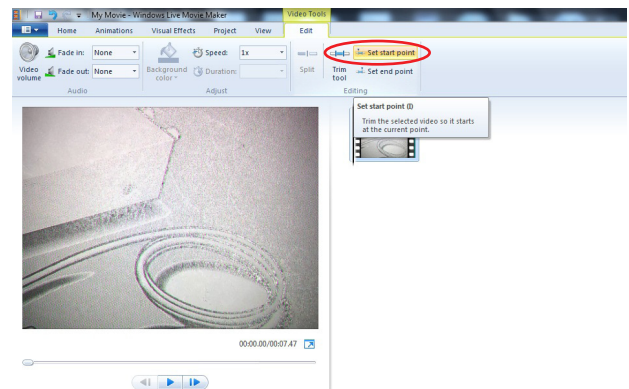 My Movie - Windows Live Movie Maker
Video Tools
Home Animations Visual Effects Project View Edit
Fade in: None Speed: 1x Set start point
Video volume Fade out: None Background color Duration: Split Trim tool Set end point
Audio Adjust Editing
Set start point (I)
Trim the selected video so it starts
at the current point.
00:00.00/00:07.47